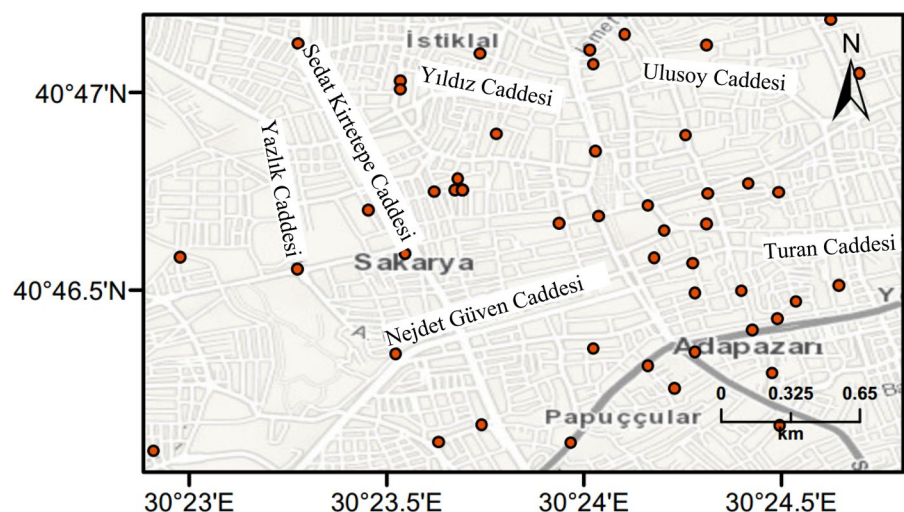 İstiklal
N
Sedat Kirtetepe Caddesi
Yıldız Caddesi
Ulusoy Caddesi
40°47'N
Yazlık Caddesi
Turan Caddesi
Sakarya
40°46.5'N
Nejdet Güven Caddesi
Y
A
Adapazarı
0 0.325 0.65
km
Papuççular
S
30°23'E 30°23.5'E 30°24'E 30°24.5'E